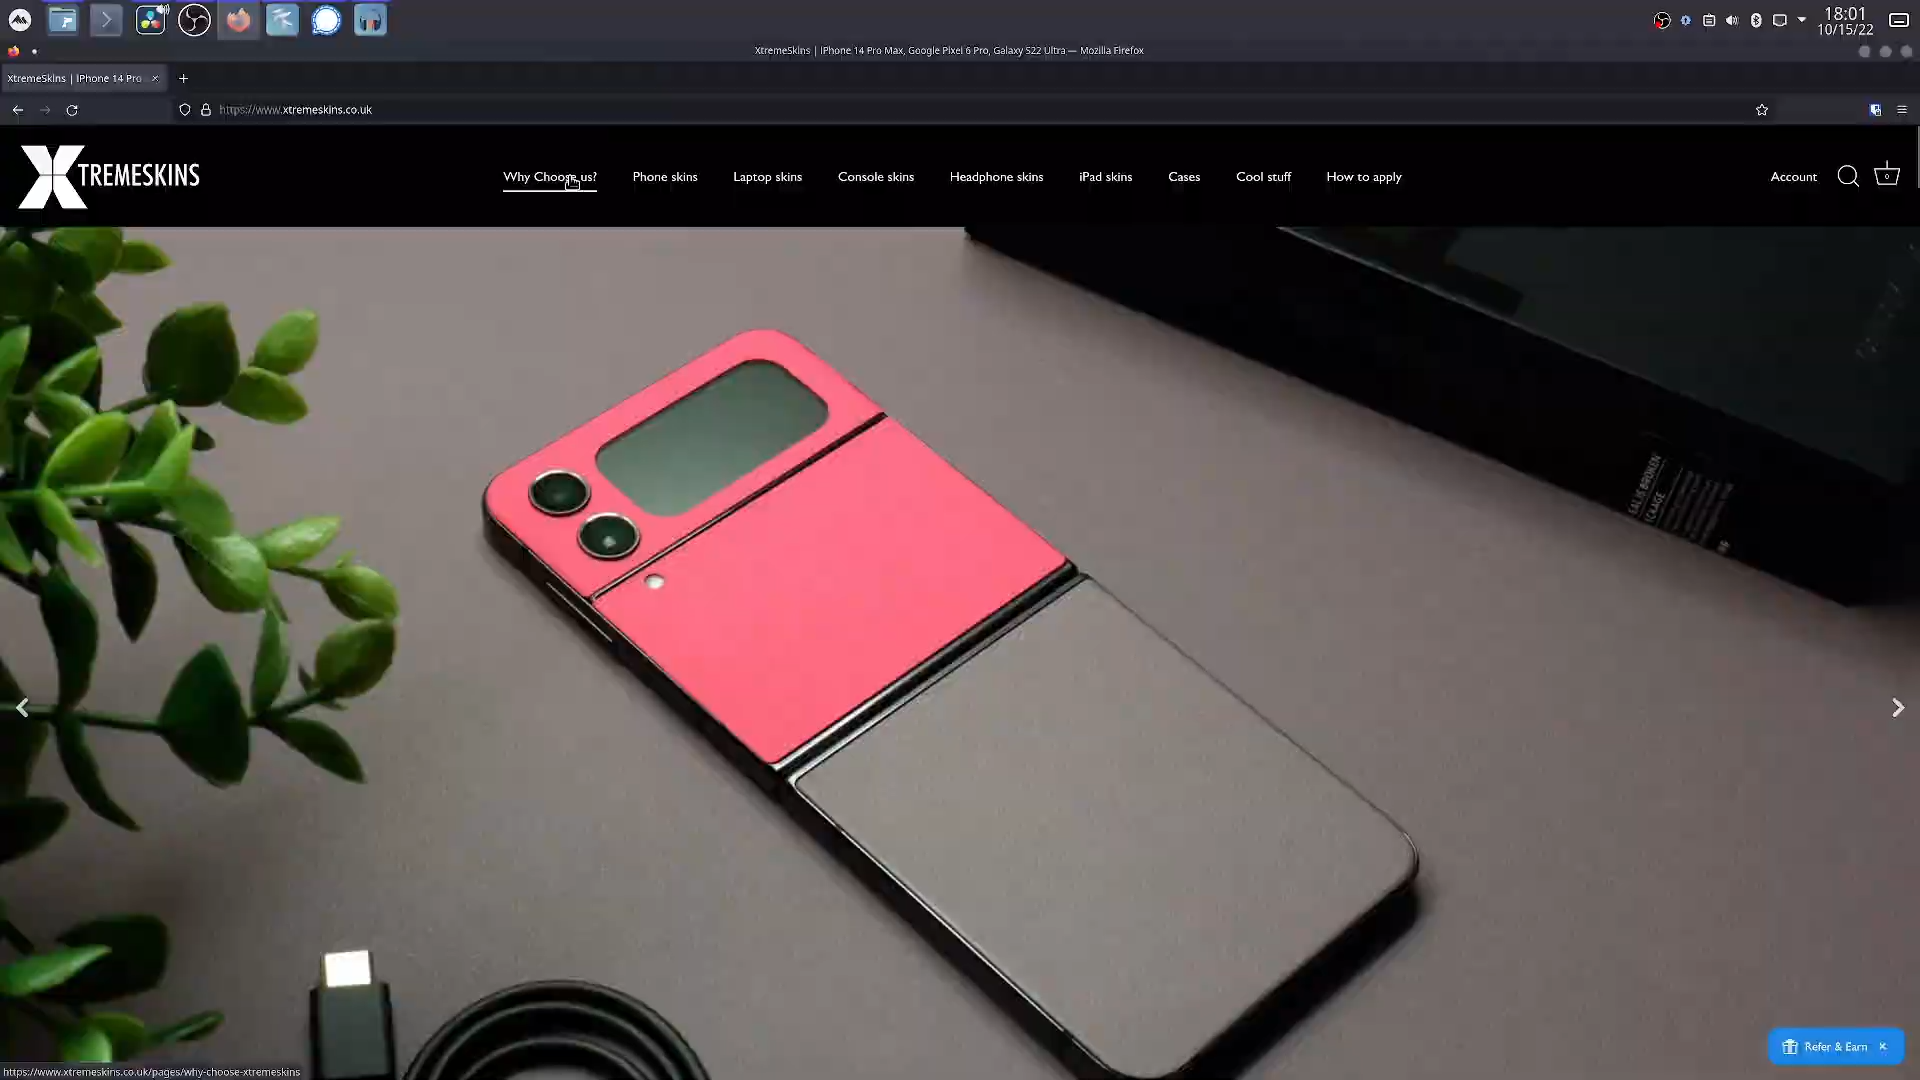 18:01
10/15/22
XtremeSkins | iPhone 14 Pro Max, Google Pixel 6 Pro, Galaxy S22 Ultra — Mozilla Firefox
XtremeSkins | iPhone 14 Pro
https://www.xtremeskins.co.uk
XTREMESKINS
Why Choose us?
Phone skins
Laptop skins
Console skins
Headphone skins
iPad skins
Cases
Cool stuff
How to apply
Account
0
SEAL IS BROKEN
Refer & Earn
https://www.xtremeskins.co.uk/pages/why-choose-xtremeskins